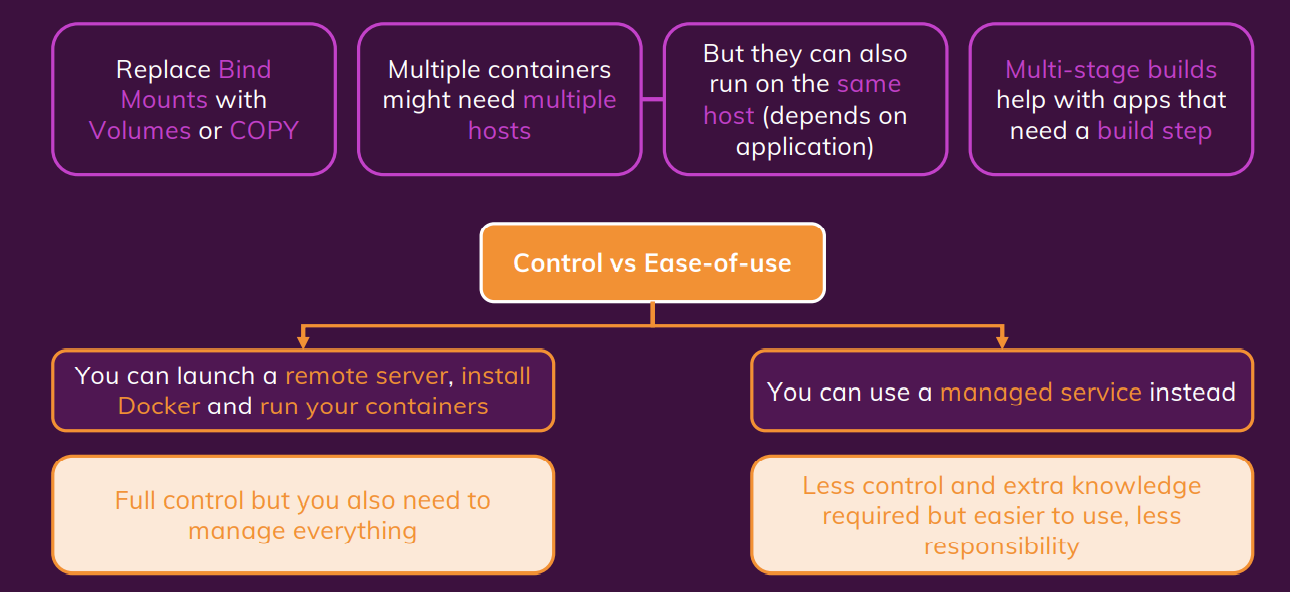 Replace Bind
Mounts with
Volumes or COPY
Multiple containers
might need multiple
hosts
But they can also
run on the same
host (depends on
application)
Multi-stage builds
help with apps that
need a build step
Control vs Ease-of-use
You can launch a remote server, install
Docker and run your containers
You can use a managed service instead
Full control but you also need to
manage everything
Less control and extra knowledge
required but easier to use, less
responsibility